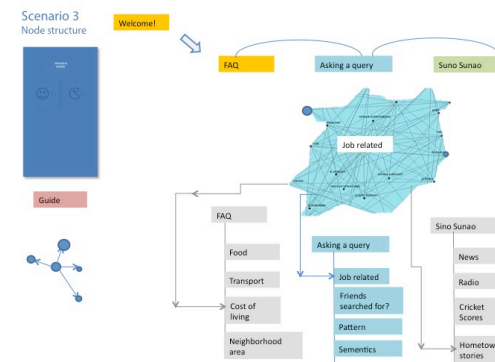 Scenario 3
Node structure
Welcome!
FAQ
Asking a query
Suno Sunao
Job related
Guide
FAQ
Food
Transport
Cost of
living
Neighborhood
area
Asking a query
Job related
Friends
searched for?
Pattern
Sementics
Sino Sunao
News
Radio
Cricket
Scores
Hometow
stories